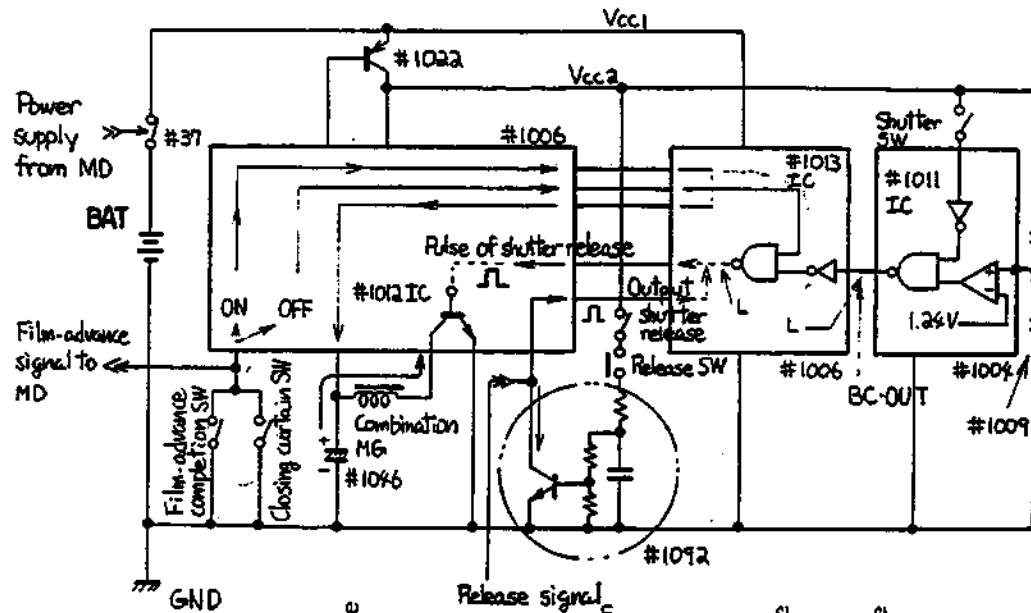 Vcc1
#1022
Vcc2
Power
supply
from MD
#37
#1006
Shutter
SW
#1013
IC
#1011
IC
BAT
Pulse of shutter release
#1012 IC
ON
OFF
Output
shutter
release
L
L
1.24V
Film-advance
signal to
MD
Release SW
#1006
#1004
BC-OUT
#1009
Combination
MG
+
-
#1046
Film-advance
completion SW
Closing curtain SW
#1092
GND
Release signal